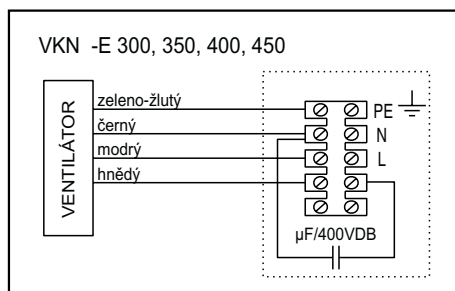 VKN -E 300, 350, 400, 450
VENTILÁTOR
zeleno-žlutý
černý
modrý
hnědý
PE
N
L
µF/400VDB